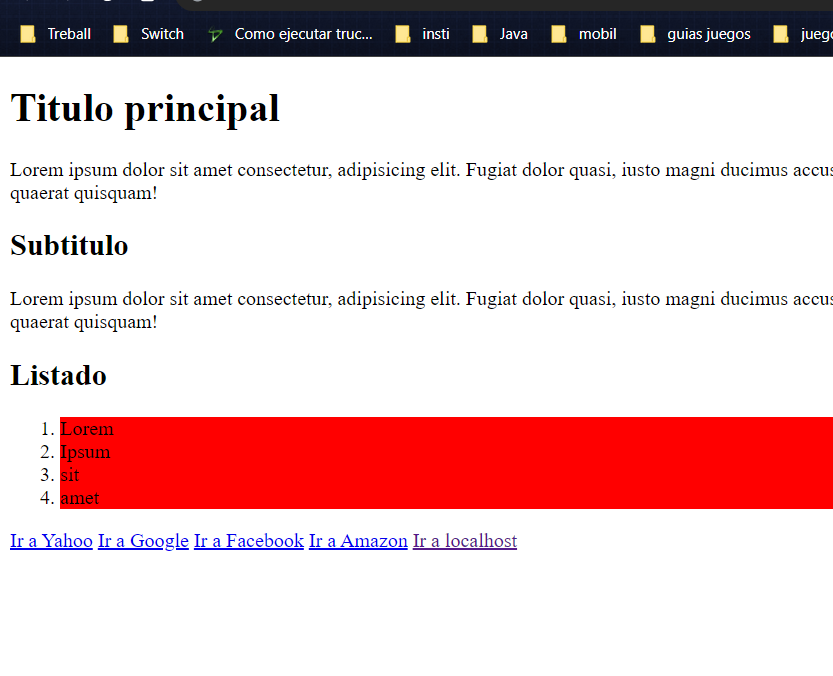 Treball Switch Como ejecutar truc... insti Java mobil guias juegos
Titulo principal
Lorem ipsum dolor sit amet consectetur, adipisicing elit. Fugiat dolor quasi, iusto magni ducimus accus
quaerat quisquam!
Subtitulo
Lorem ipsum dolor sit amet consectetur, adipisicing elit. Fugiat dolor quasi, iusto magni ducimus accus
quaerat quisquam!
Listado
1. Lorem
2. Ipsum
3. sit
4. amet
Ir a Yahoo Ir a Google Ir a Facebook Ir a Amazon Ir a localhost